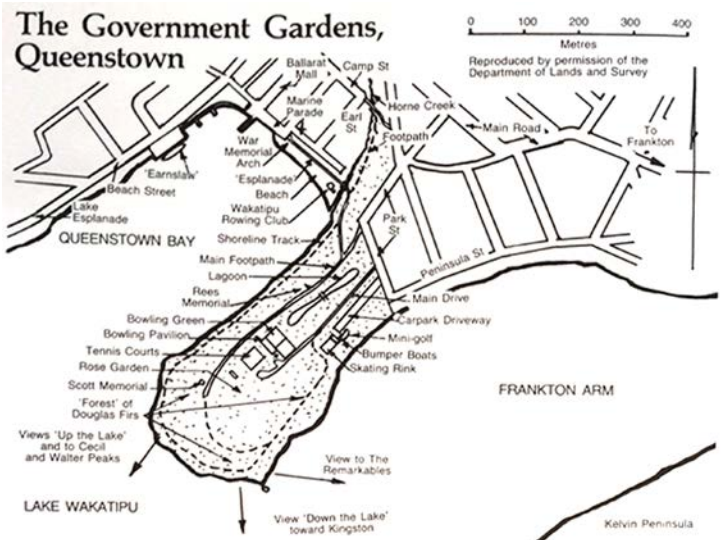 The Government Gardens,
Queenstown
0 100 200 300 400
Metres
Reproduced by permission of the
Department of Lands and Survey
Ballarat
Mall
Camp St
Marine
Parade
Earl
St
Horne Creek
Footpath
Main Road
To
Frankton
War
Memorial
Arch
'Earnslaw'
'Esplanade'
Beach
Beach Street
Wakatipu
Rowing Club
Lake
Esplanade
Park
St
QUEENSTOWN BAY
Shoreline Track
Main Footpath
Peninsula St
Lagoon
Rees
Memorial
Main Drive
Bowling Green
Carpark Driveway
Bowling Pavilion
Mini-golf
Tennis Courts
Bumper Boats
Rose Garden
Skating Rink
Scott Memorial
FRANKTON ARM
'Forest' of
Douglas Firs
Views 'Up the Lake'
and to Cecil
and Walter Peaks
View to The
Remarkables
LAKE WAKATIPU
View 'Down the Lake'
toward Kingston
Kelvin Peninsula